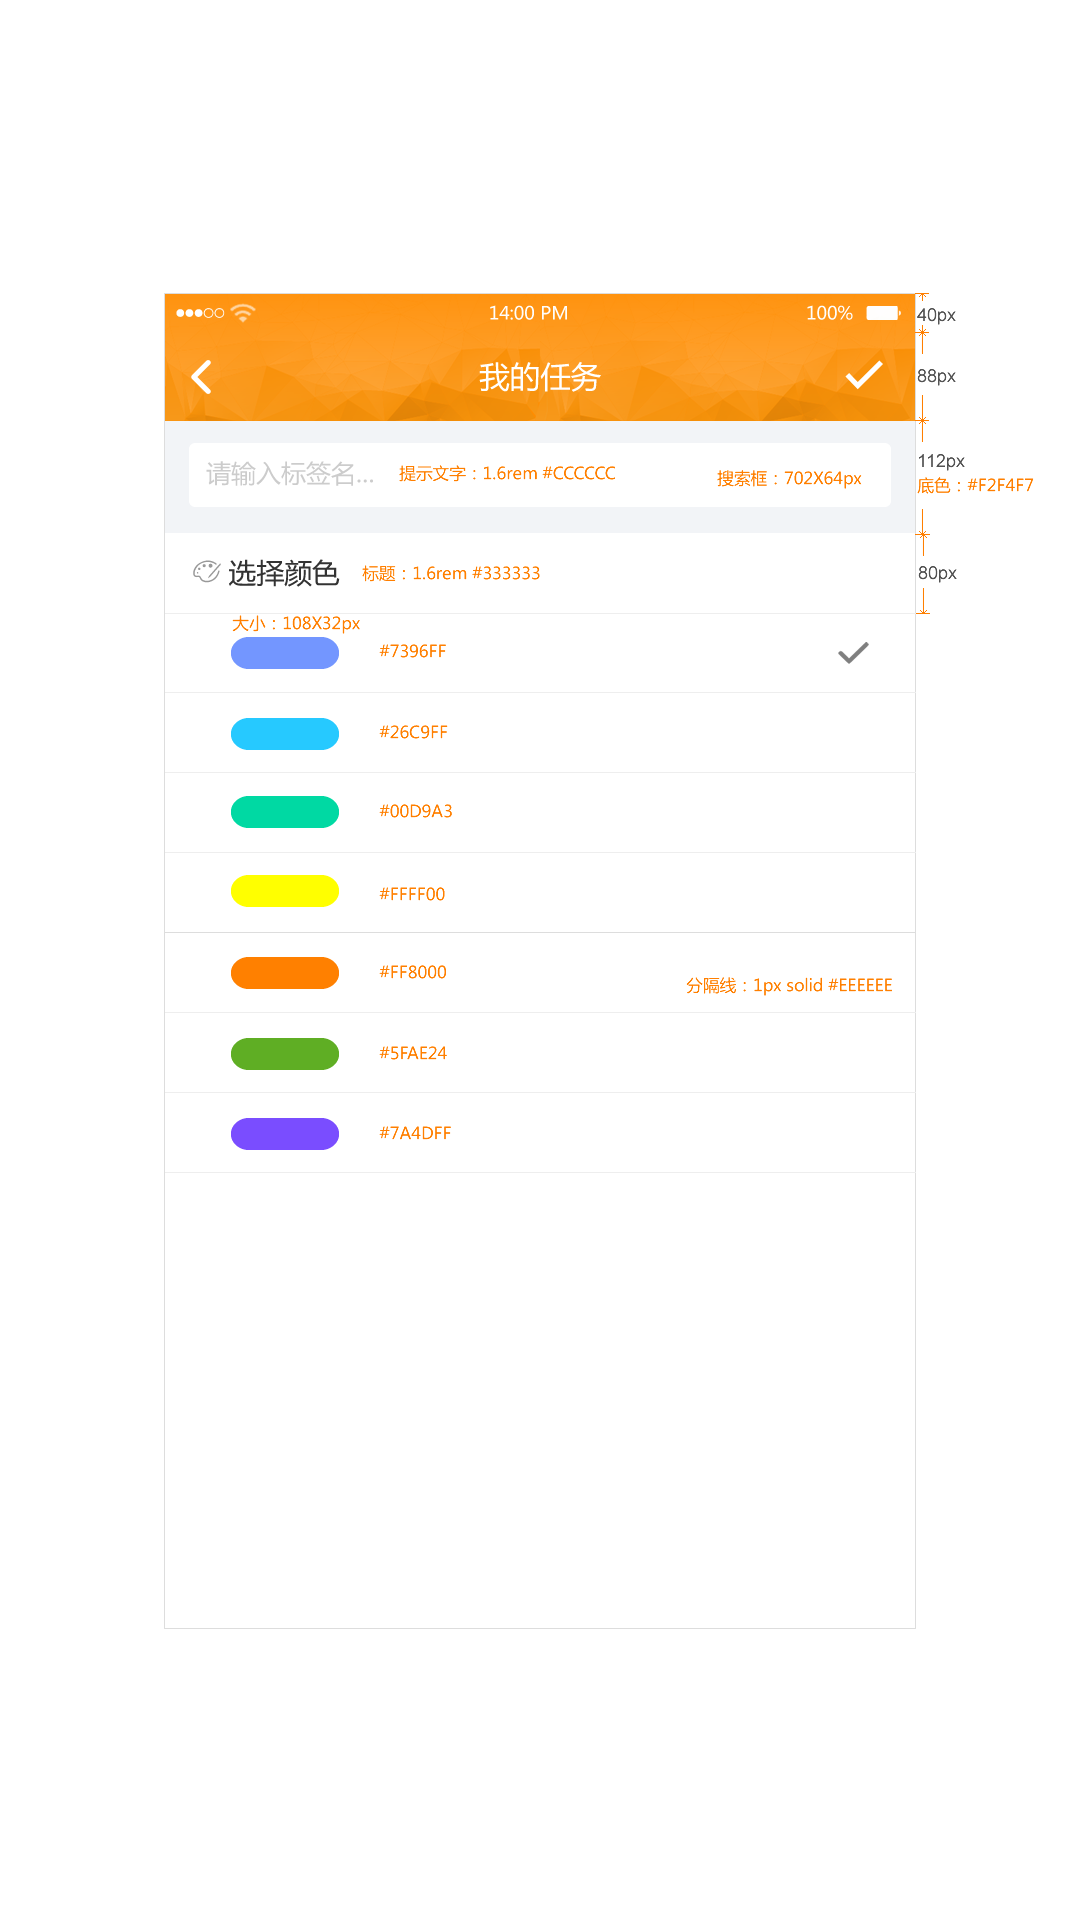 14:00 PM 100%
40px
我的任务
88px
请输入标签名... 提示文字：1.6rem #CCCCCC 搜索框：702X64px
112px
底色：#F2F4F7
选择颜色 标题：1.6rem #333333
80px
大小：108X32px
#7396FF
#26C9FF
#00D9A3
#FFFF00
#FF8000
分隔线：1px solid #EEEEEE
#5FAE24
#7A4DFF